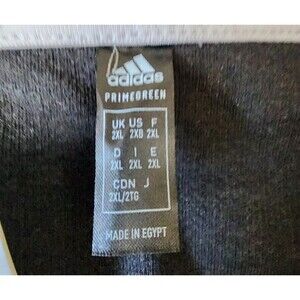 adidas
PRIMEGREEN
UK US F
2XL 2XB 2XL
D I E
2XL 2XL 2XL
CDN J
2XL/2TG
MADE IN EGYPT